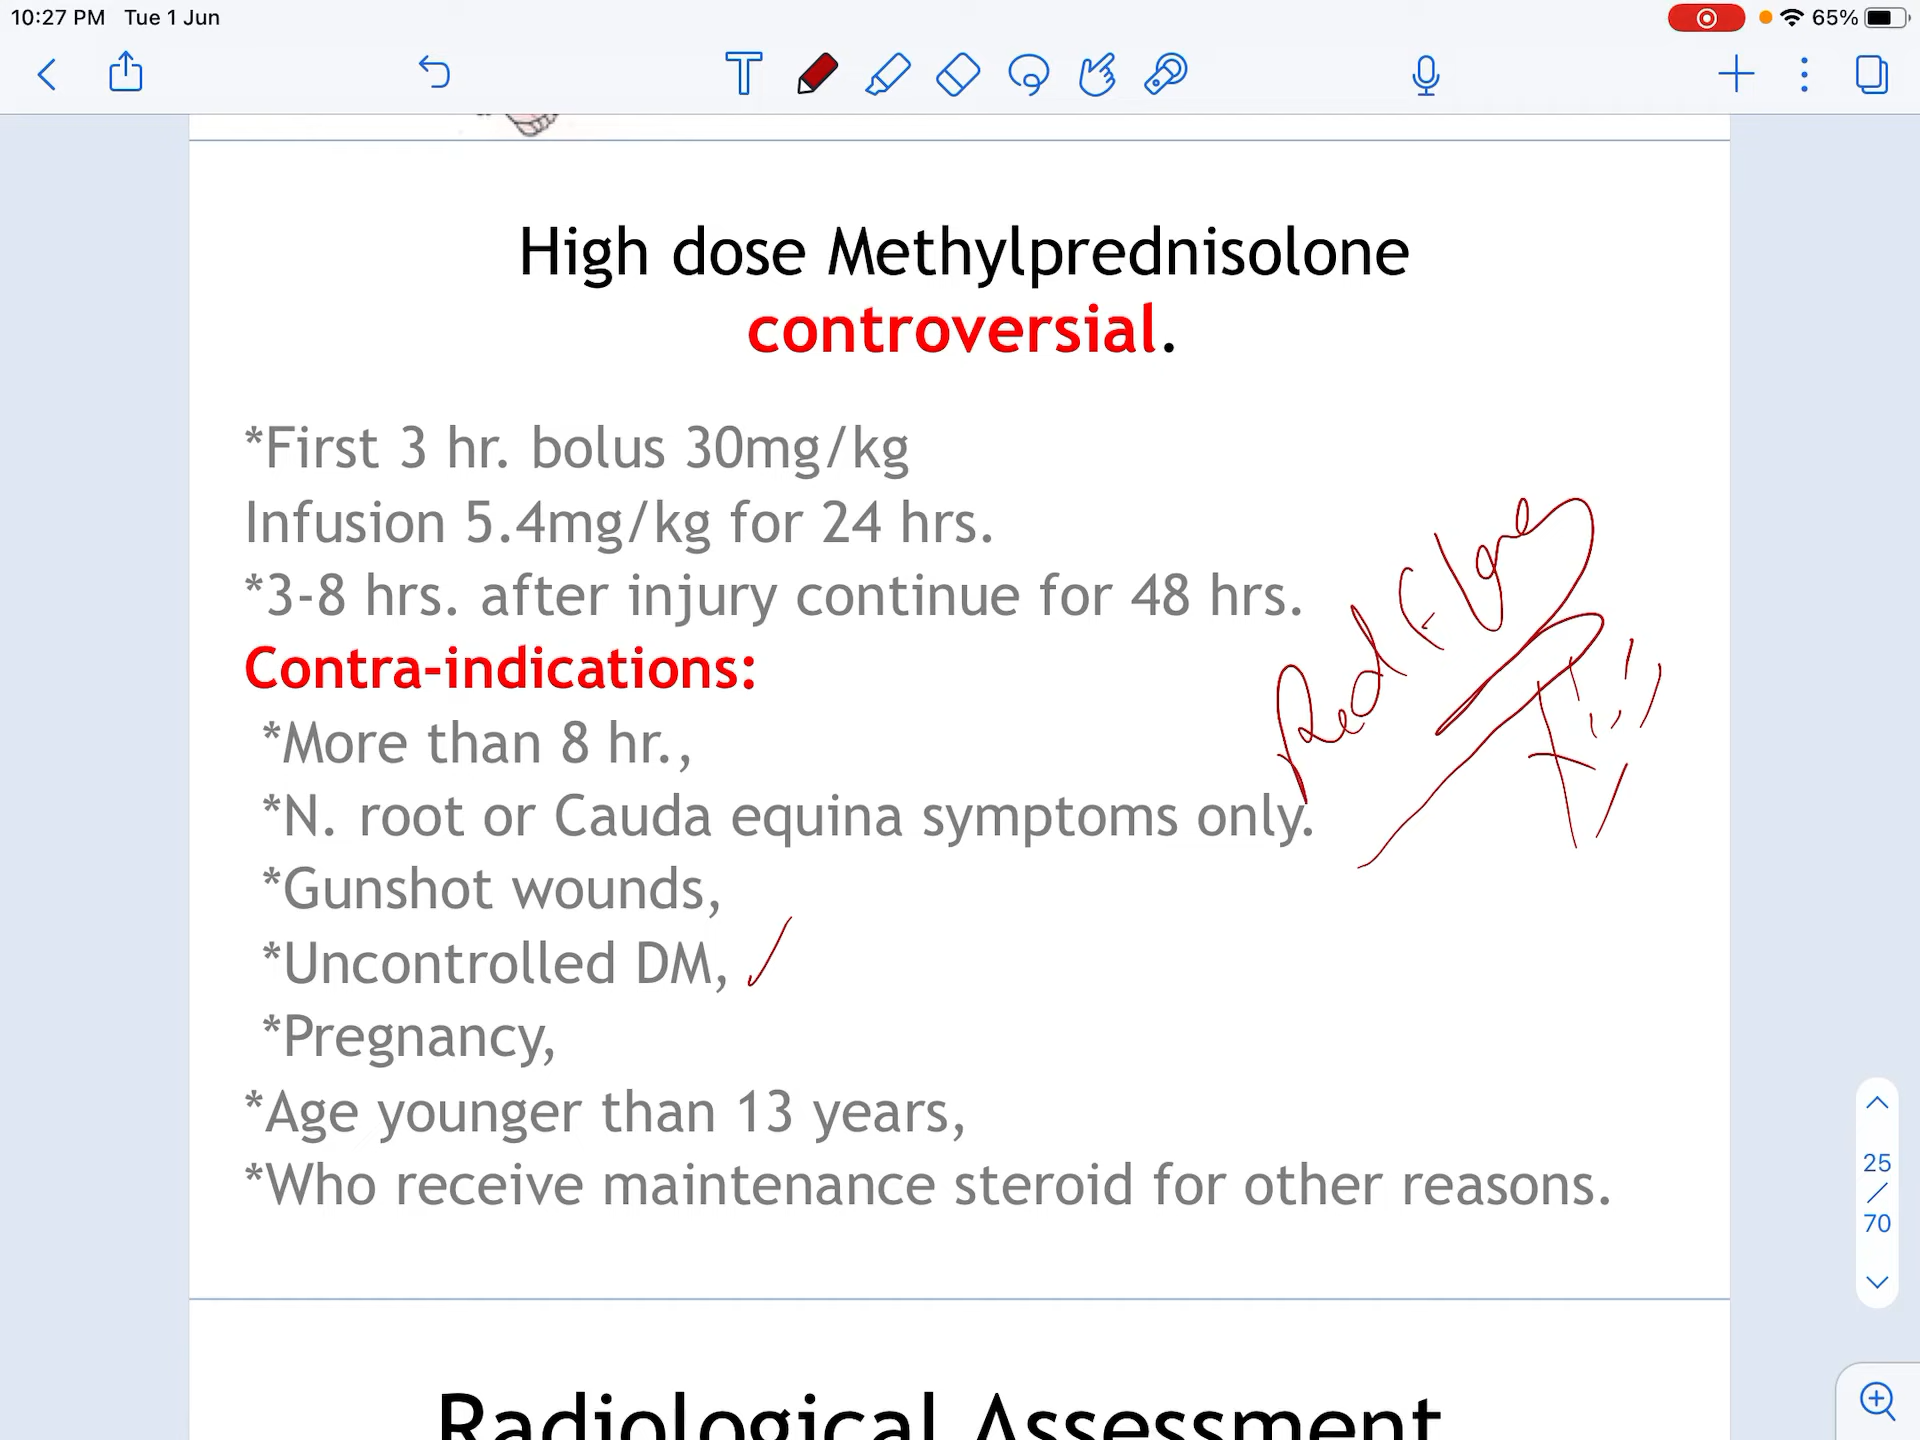 10:27 PM Tue 1 Jun
65%
T
High dose Methylprednisolone
controversial.
*First 3 hr. bolus 30mg/kg
Infusion 5.4mg/kg for 24 hrs.
*3-8 hrs. after injury continue for 48 hrs.
Contra-indications:
*More than 8 hr.,
*N. root or Cauda equina symptoms only.
*Gunshot wounds,
*Uncontrolled DM,
*Pregnancy,
*Age younger than 13 years,
*Who receive maintenance steroid for other reasons.
Red
25
/
70
Radiological Assessment